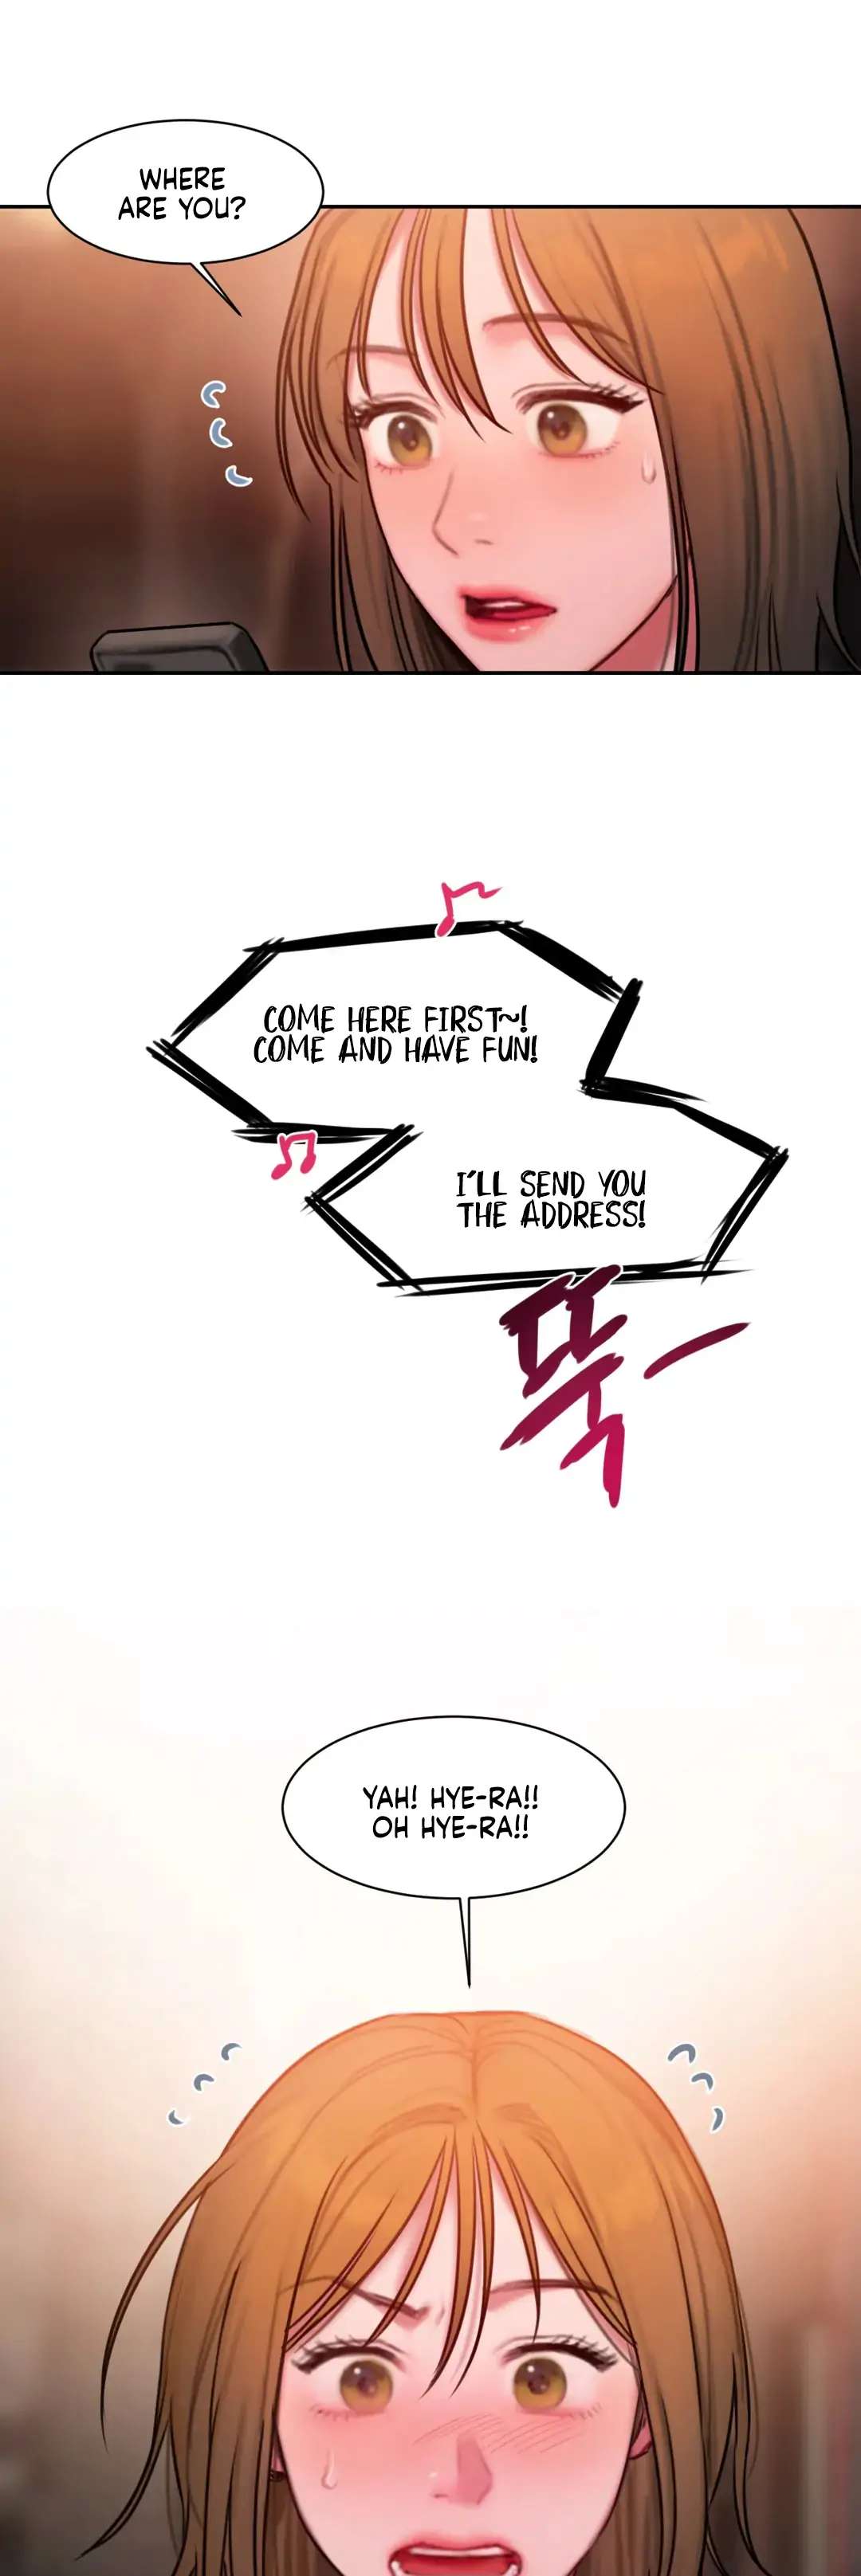 WHERE
ARE YOU?
COME HERE FIRST~!
COME AND HAVE FUN!
I'LL SEND YOU
THE ADDRESS!
뚝-
YAH! HYE-RA!!
OH HYE-RA!!